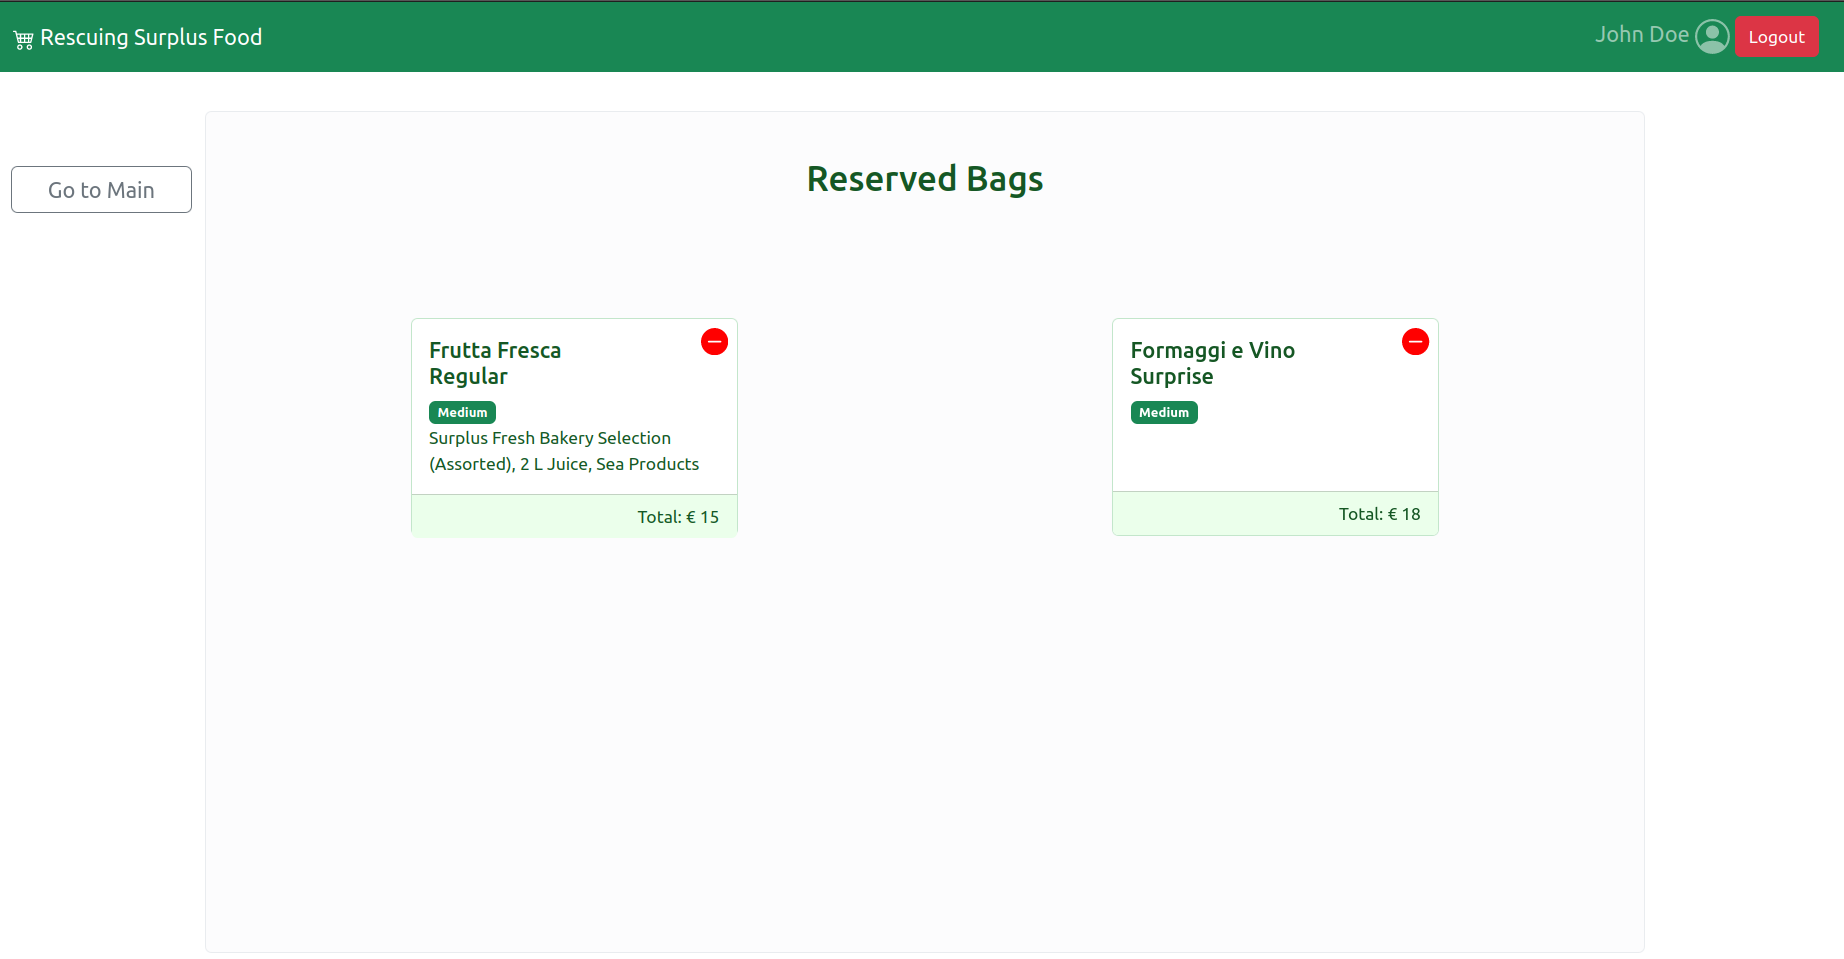 Rescuing Surplus Food
John Doe
Logout
Go to Main
Reserved Bags
Frutta Fresca
Regular
Medium
Surplus Fresh Bakery Selection
(Assorted), 2 L Juice, Sea Products
Total: € 15
Formaggi e Vino
Surprise
Medium
Total: € 18